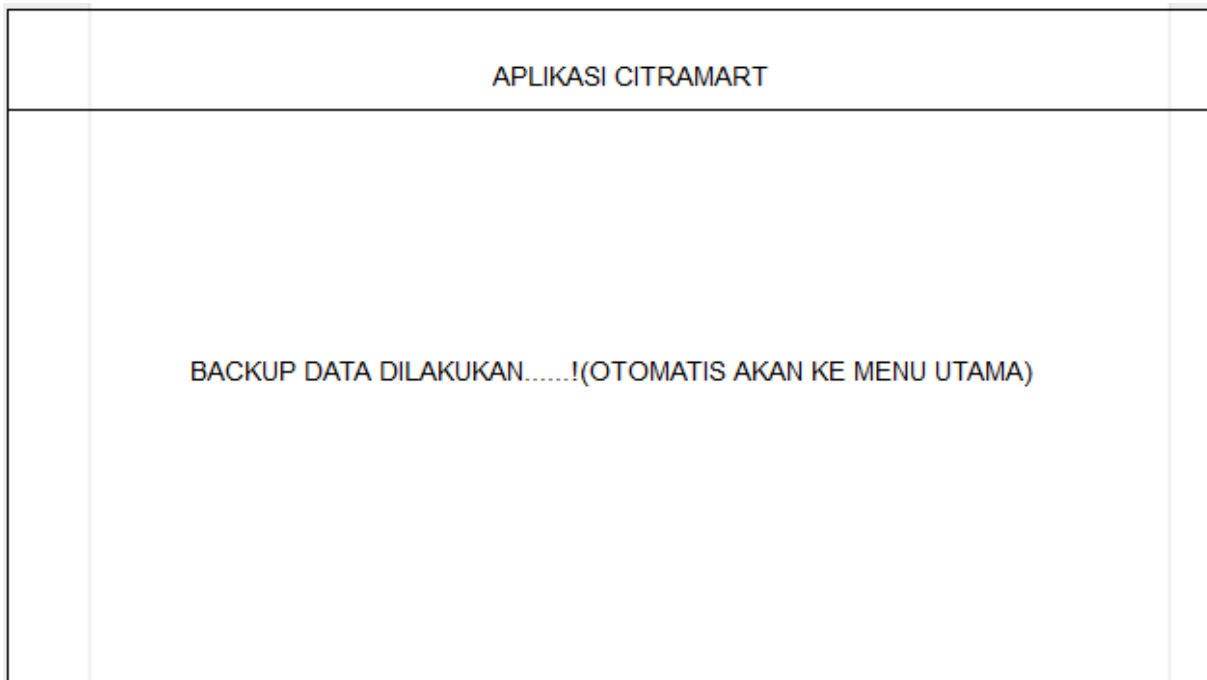 APLIKASI CITRAMART
BACKUP DATA DILAKUKAN......!(OTOMATIS AKAN KE MENU UTAMA)